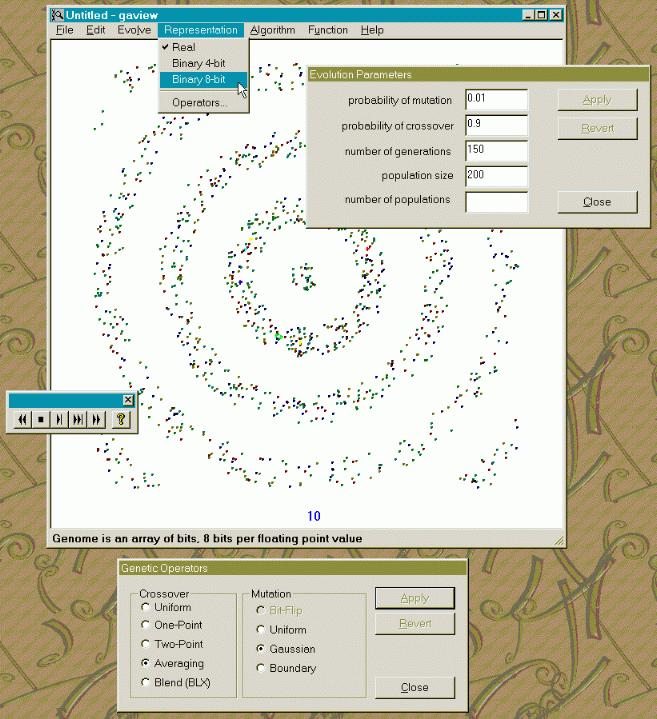 Untitled - gaview
File Edit Evolve Representation Algorithm Function Help
Real
Binary 4-bit
Binary 8-bit
Operators...
Evolution Parameters
probability of mutation 0.01 Apply
probability of crossover 0.9 Revert
number of generations 150
population size 200
number of populations Close
10
Genome is an array of bits, 8 bits per floating point value
Genetic Operators
Crossover
Uniform
One-Point
Two-Point
Averaging
Blend (BLX)
Mutation
Bit-Flip
Uniform
Gaussian
Boundary
Apply
Revert
Close